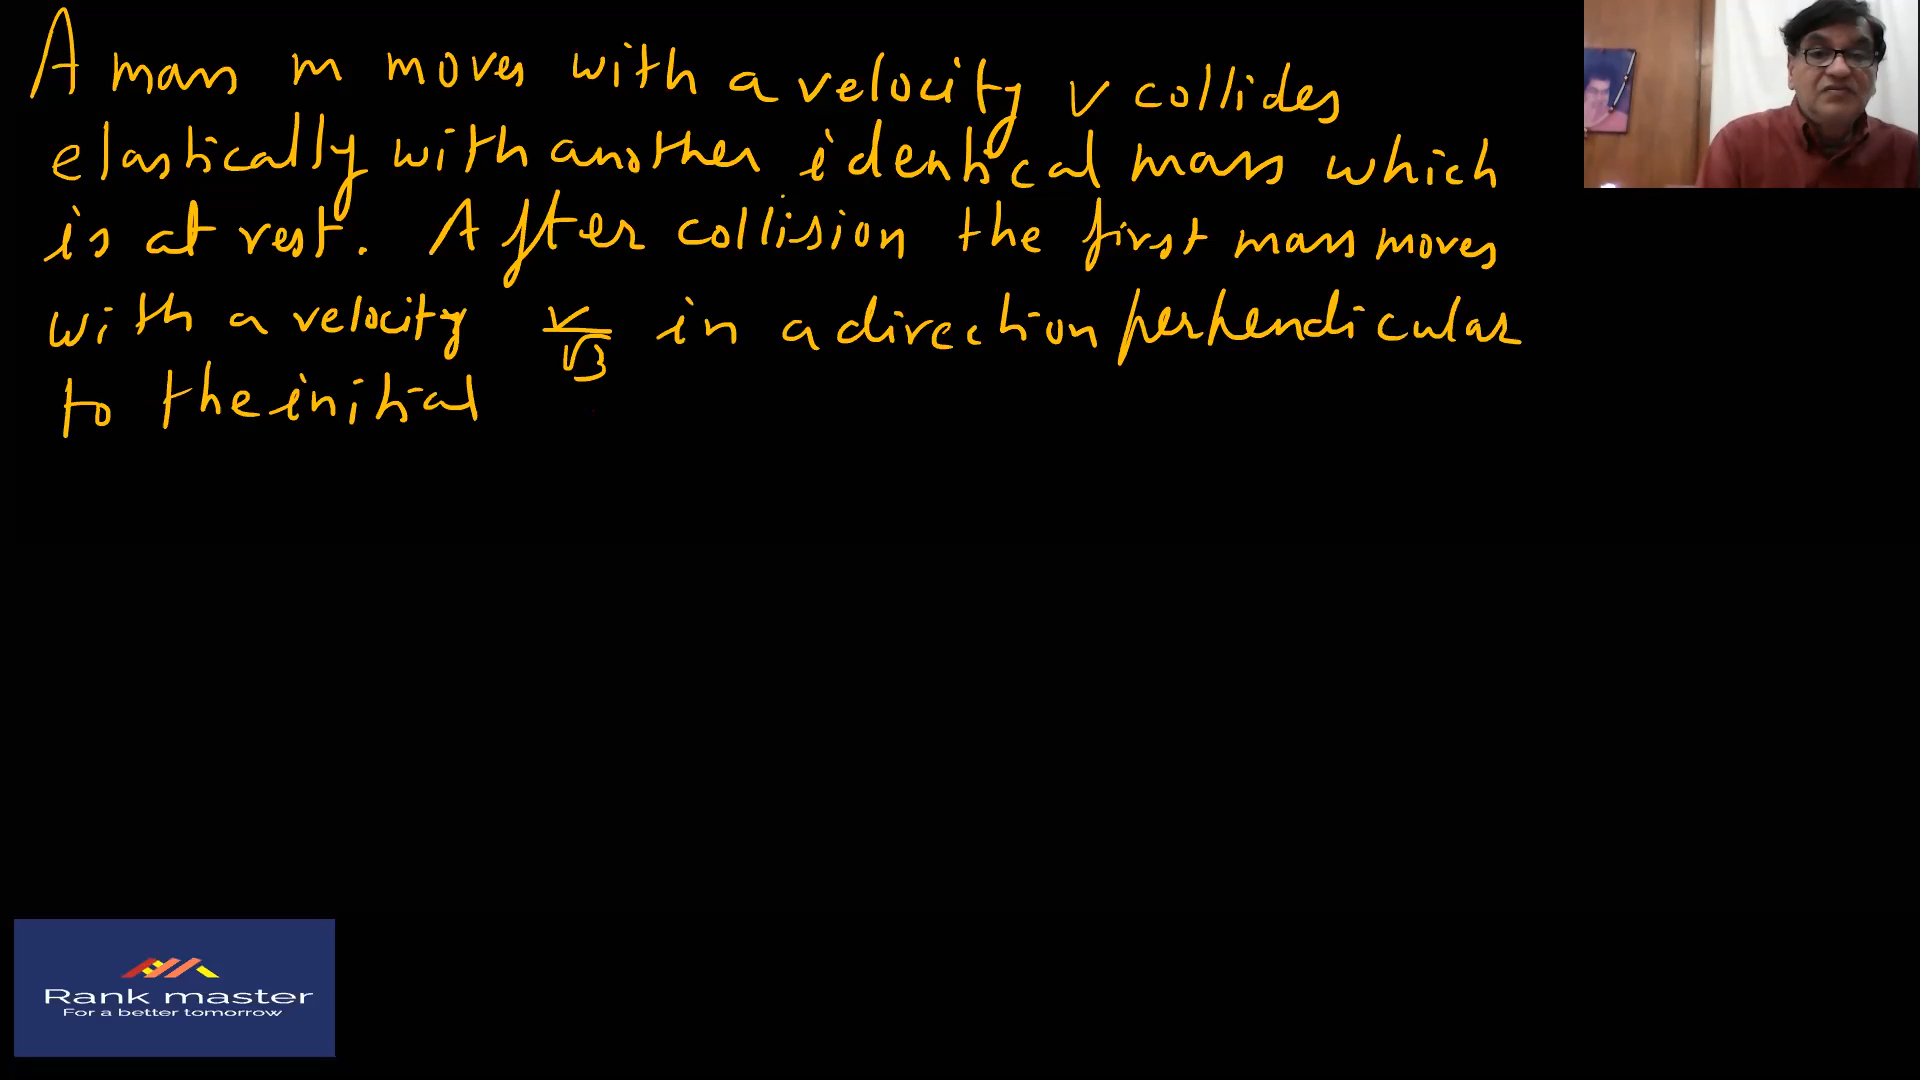 A mass m moves with a velocity v collides
elastically with another identical mass which
is at rest. After collision the first mass moves
with a velocity v/√3 in a direction perpendicular
to the initial
Rank master
For a better tomorrow